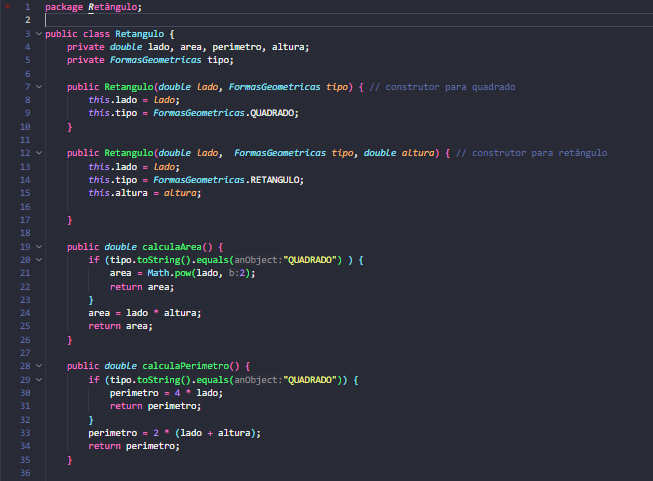 1 package Retângulo;
2
3 public class Retangulo {
4 private double lado, area, perimetro, altura;
5 private FormasGeometricas tipo;
6
7 public Retangulo(double lado, FormasGeometricas tipo) { // construtor para quadrado
8 this.lado = lado;
9 this.tipo = FormasGeometricas.QUADRADO;
10 }
11
12 public Retangulo(double lado,  FormasGeometricas tipo, double altura) { // construtor para retângulo
13 this.lado = lado;
14 this.tipo = FormasGeometricas.RETANGULO;
15 this.altura = altura;
16
17 }
18
19 public double calculaArea() {
20 if (tipo.toString().equals(anObject:"QUADRADO") ) {
21 area = Math.pow(lado, b:2);
22 return area;
23 }
24 area = lado * altura;
25 return area;
26 }
27
28 public double calculaPerimetro() {
29 if (tipo.toString().equals(anObject:"QUADRADO")) {
30 perimetro = 4 * lado;
31 return perimetro;
32 }
33 perimetro = 2 * (lado + altura);
34 return perimetro;
35 }
36